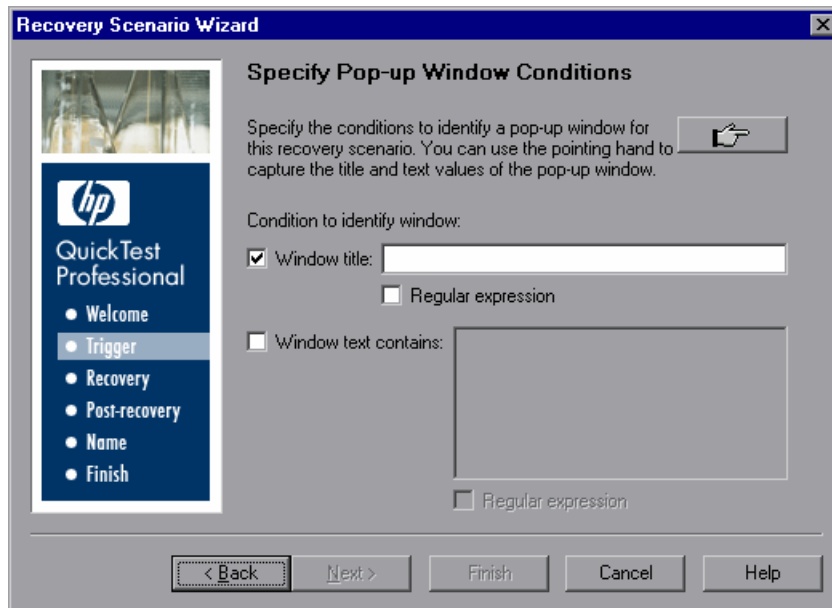 Recovery Scenario Wizard
Specify Pop-up Window Conditions
Specify the conditions to identify a pop-up window for
this recovery scenario. You can use the pointing hand to
capture the title and text values of the pop-up window.
hp
QuickTest
Professional
Welcome
Trigger
Recovery
Post-recovery
Name
Finish
Condition to identify window:
Window title:
Regular expression
Window text contains:
Regular expression
< Back
Next >
Finish
Cancel
Help